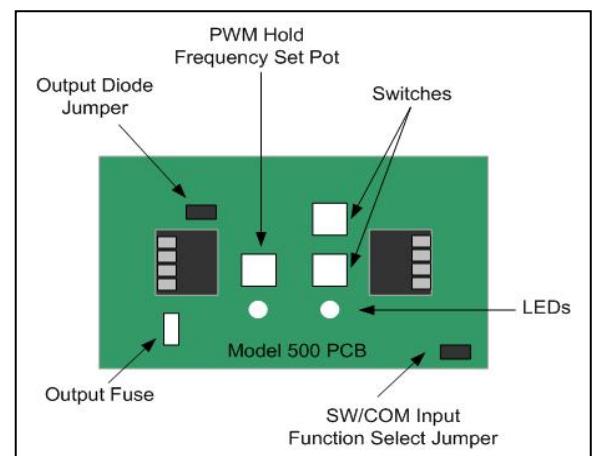 PWM Hold
Frequency Set Pot
Output Diode
Jumper
Switches
LEDs
Model 500 PCB
Output Fuse
SW/COM Input
Function Select Jumper